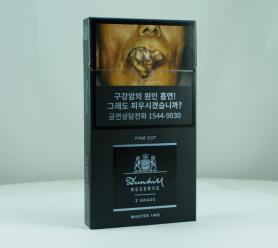 구강암의 원인 흡연!
그래도 피우시겠습니까?
금연상담전화 1544-9030
FINE CUT
Dunhill
RESERVE
Z GRADE
MASTER 1MG